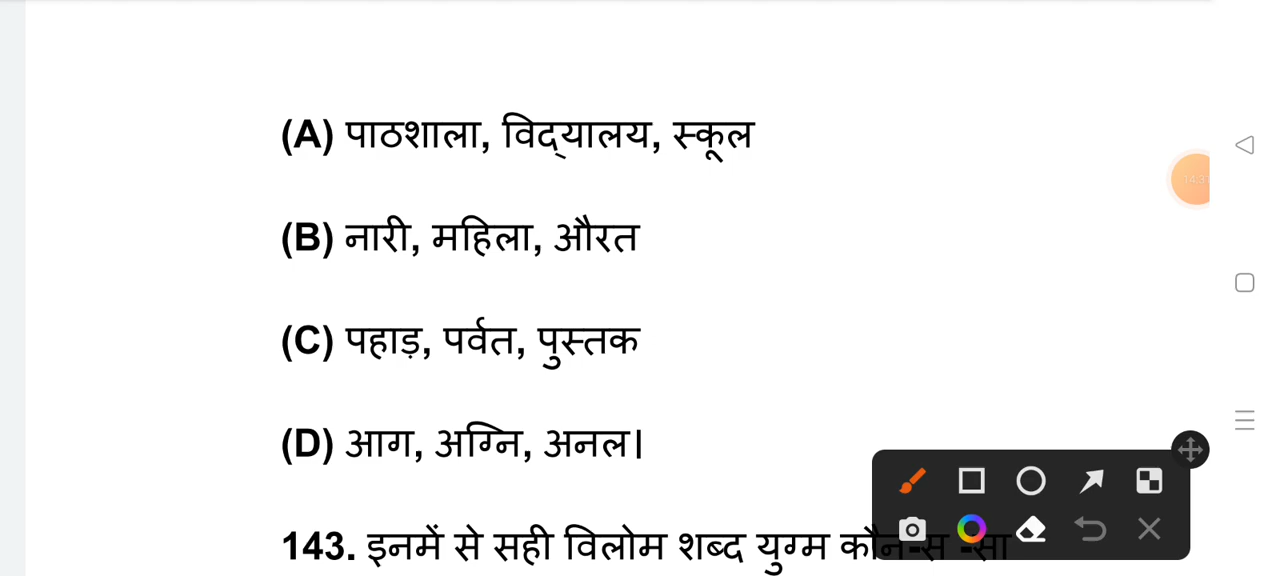 (A) पाठशाला, विद्यालय, स्कूल
(B) नारी, महिला, औरत
(C) पहाड़, पर्वत, पुस्तक
(D) आग, अग्नि, अनल।
143. इनमें से सही विलोम शब्द युग्म कौन-स -सा